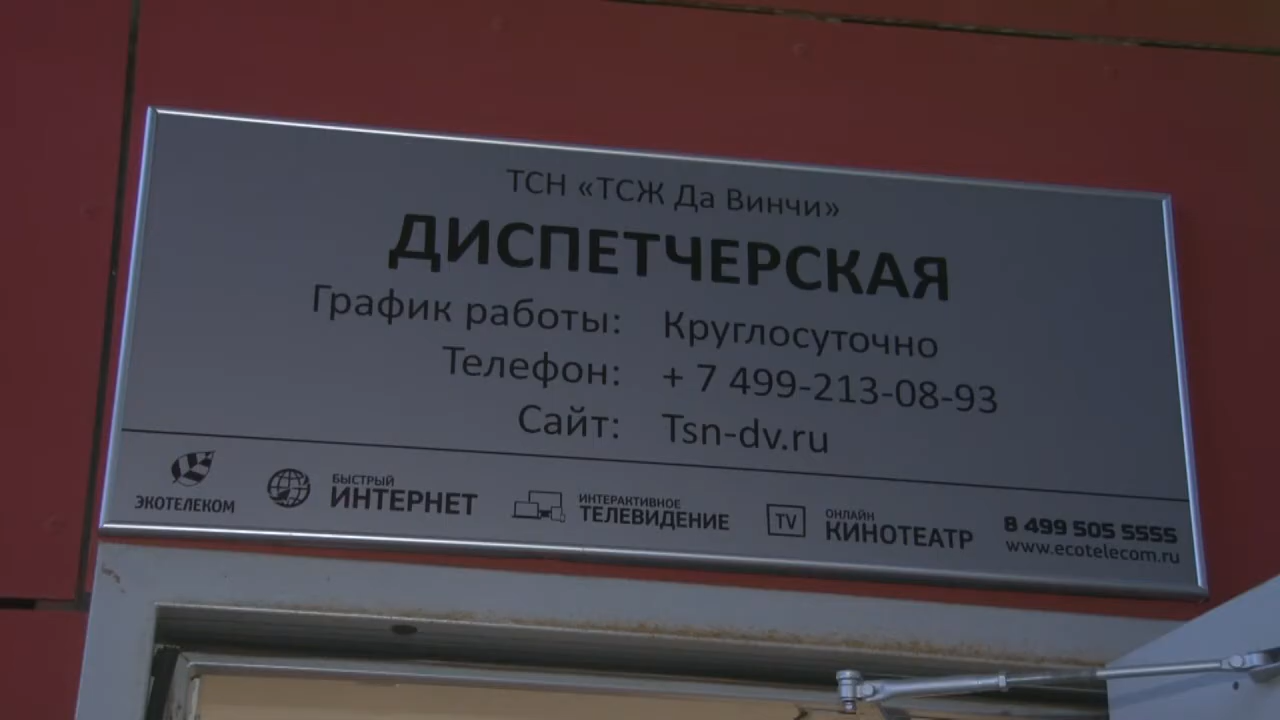 ТСН «ТСЖ Да Винчи»
ДИСПЕТЧЕРСКАЯ
График работы: Круглосуточно
Телефон: + 7 499-213-08-93
Сайт: Tsn-dv.ru
ЭКОТЕЛЕКОМ
БЫСТРЫЙ
ИНТЕРНЕТ
ИНТЕРАКТИВНОЕ
ТЕЛЕВИДЕНИЕ
TV
ОНЛАЙН
КИНОТЕАТР
8 499 505 5555
www.ecotelecom.ru